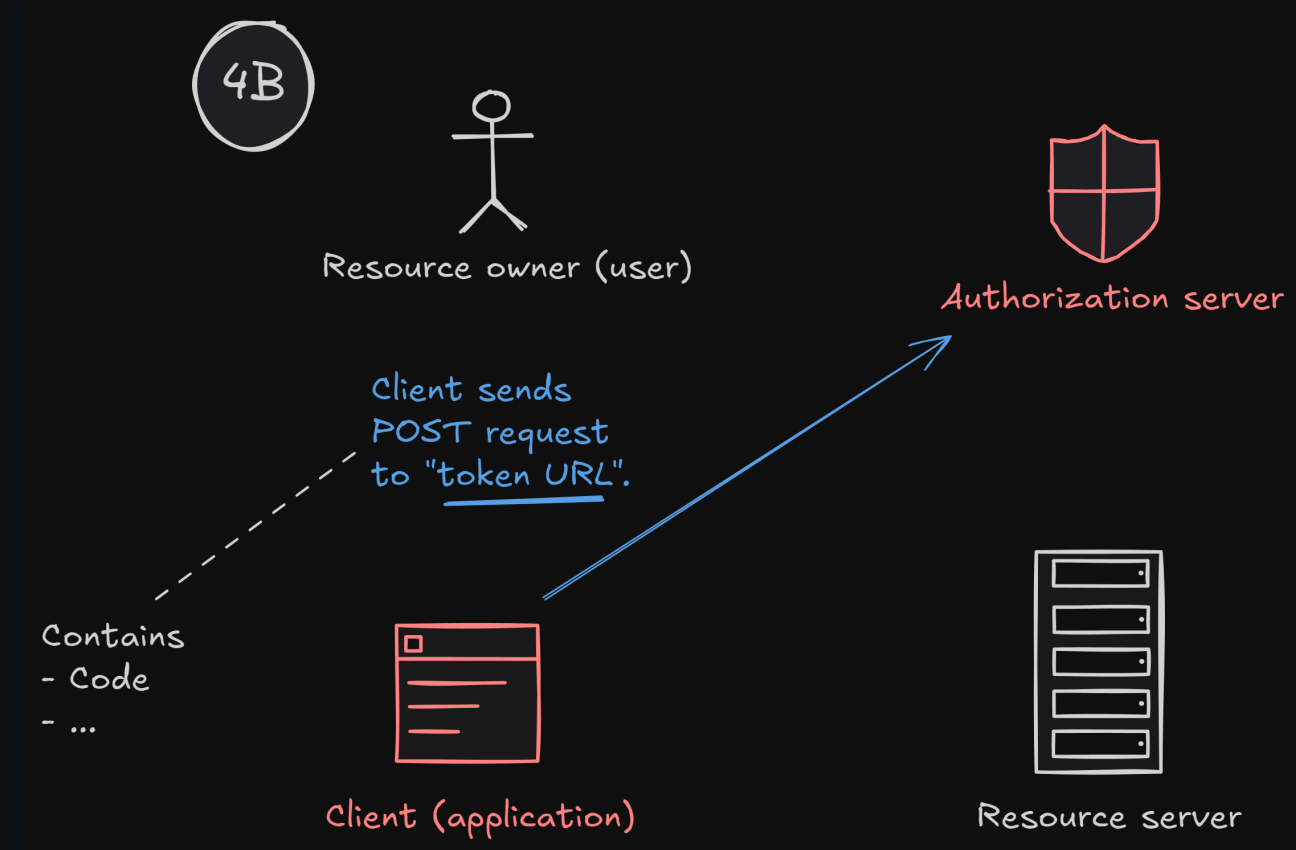 4B
Resource owner (user)
Authorization server
Client sends
POST request
to "token URL".
Contains
- Code
- ...
Client (application)
Resource server